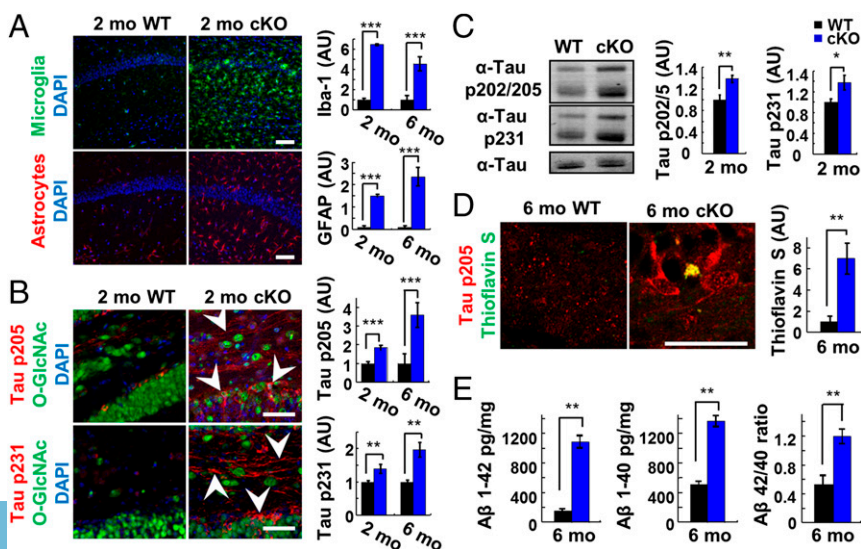 A
2 mo WT
2 mo cKO
Microglia
DAPI
Astrocytes
DAPI
Iba-1 (AU)
6
4
2
0
***
***
2 mo
6 mo
GFAP (AU)
3
2
1
0
***
***
2 mo
6 mo
B
2 mo WT
2 mo cKO
Tau p205
O-GlcNAc
DAPI
Tau p231
O-GlcNAc
DAPI
Tau p205 (AU)
4
2
1
0
***
***
2 mo
6 mo
Tau p231 (AU)
2
1
0
**
**
2 mo
6 mo
C
WT cKO
α-Tau
p202/205
α-Tau
p231
α-Tau
WT
cKO
Tau p202/5 (AU)
1.4
1.2
0.8
0.4
0
**
2 mo
Tau p231 (AU)
1.4
1.2
0.8
0.4
0
*
2 mo
D
6 mo WT
6 mo cKO
Tau p205
Thioflavin S
Thioflavin S (AU)
8
6
4
2
0
**
6 mo
E
Aβ 1-42 pg/mg
1200
800
400
0
**
6 mo
Aβ 1-40 pg/mg
1200
800
400
0
**
6 mo
Aβ 42/40 ratio
1.2
0.8
0.4
0
**
6 mo